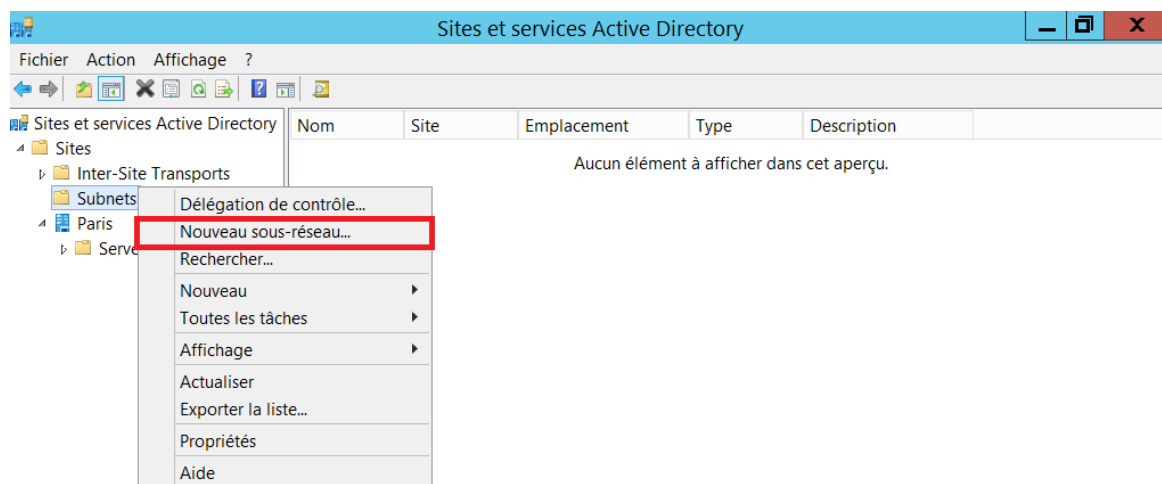 Sites et services Active Directory
Fichier Action Affichage ?
Sites et services Active Directory
Nom Site Emplacement Type Description
Sites
Aucun élément à afficher dans cet aperçu.
Inter-Site Transports
Subnets
Paris
Serve
Délégation de contrôle...
Nouveau sous-réseau...
Rechercher...
Nouveau
Toutes les tâches
Affichage
Actualiser
Exporter la liste...
Propriétés
Aide